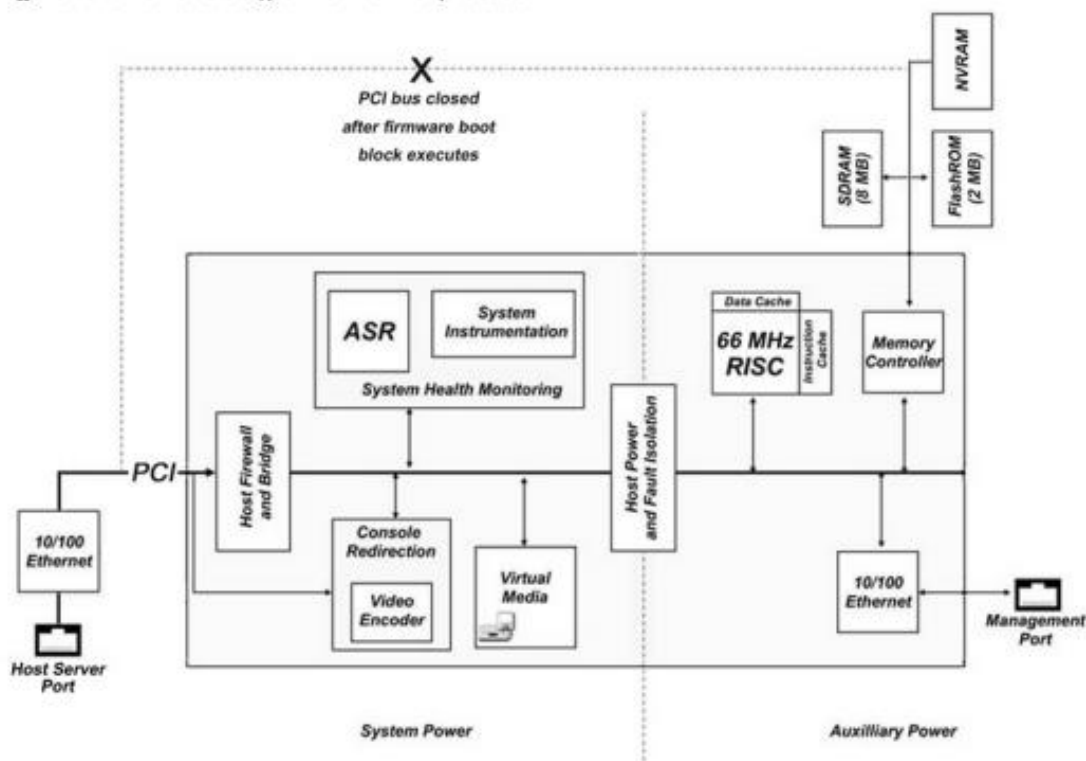 X
PCI bus closed
after firmware boot
block executes
NVRAM
SDRAM
(8 MB)
FlashROM
(2 MB)
ASR
System
Instrumentation
System Health Monitoring
Data Cache
66 MHz
RISC
Instruction
Cache
Memory
Controller
Host Firewall
and Bridge
Host Power
and Fault Isolation
PCI
10/100
Ethernet
Host Server
Port
Console
Redirection
Video
Encoder
Virtual
Media
10/100
Ethernet
Management
Port
System Power
Auxilliary Power